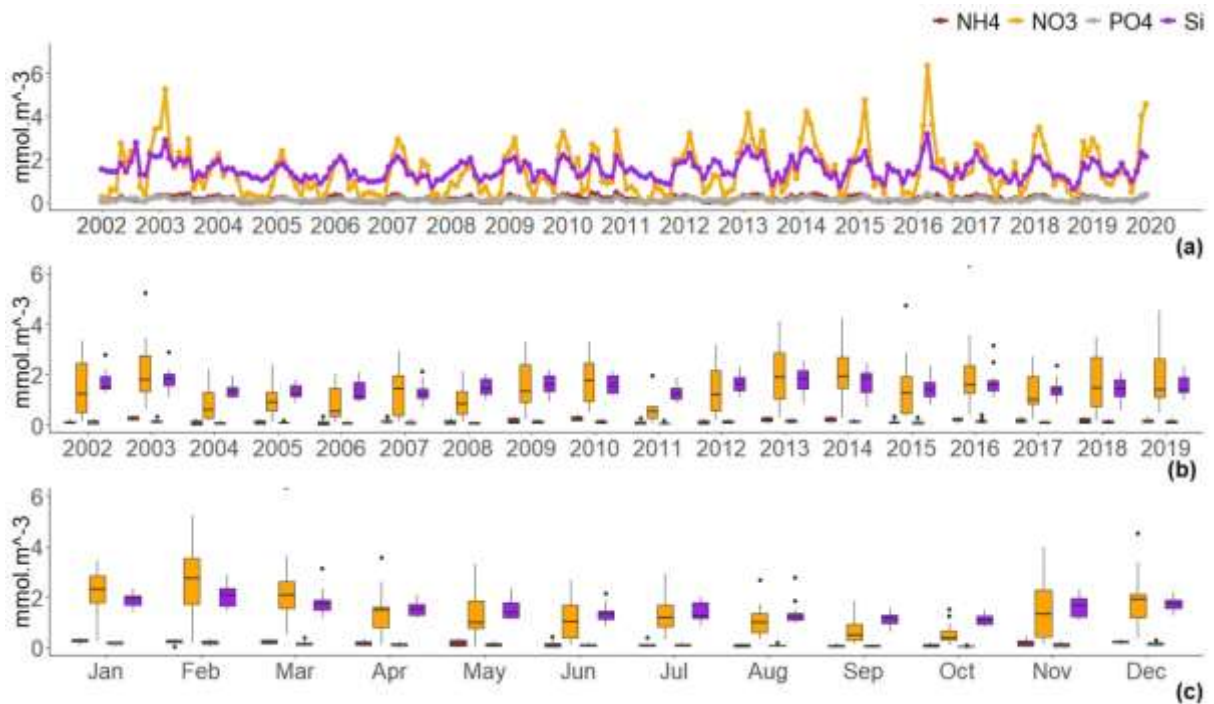 NH4 NO3 PO4 Si
mmol.m^-3
6
4
2
0
2002 2003 2004 2005 2006 2007 2008 2009 2010 2011 2012 2013 2014 2015 2016 2017 2018 2019 2020
(a)
mmol.m^-3
6
4
2
0
2002 2003 2004 2005 2006 2007 2008 2009 2010 2011 2012 2013 2014 2015 2016 2017 2018 2019
(b)
mmol.m^-3
6
4
2
0
Jan Feb Mar Apr May Jun Jul Aug Sep Oct Nov Dec
(c)